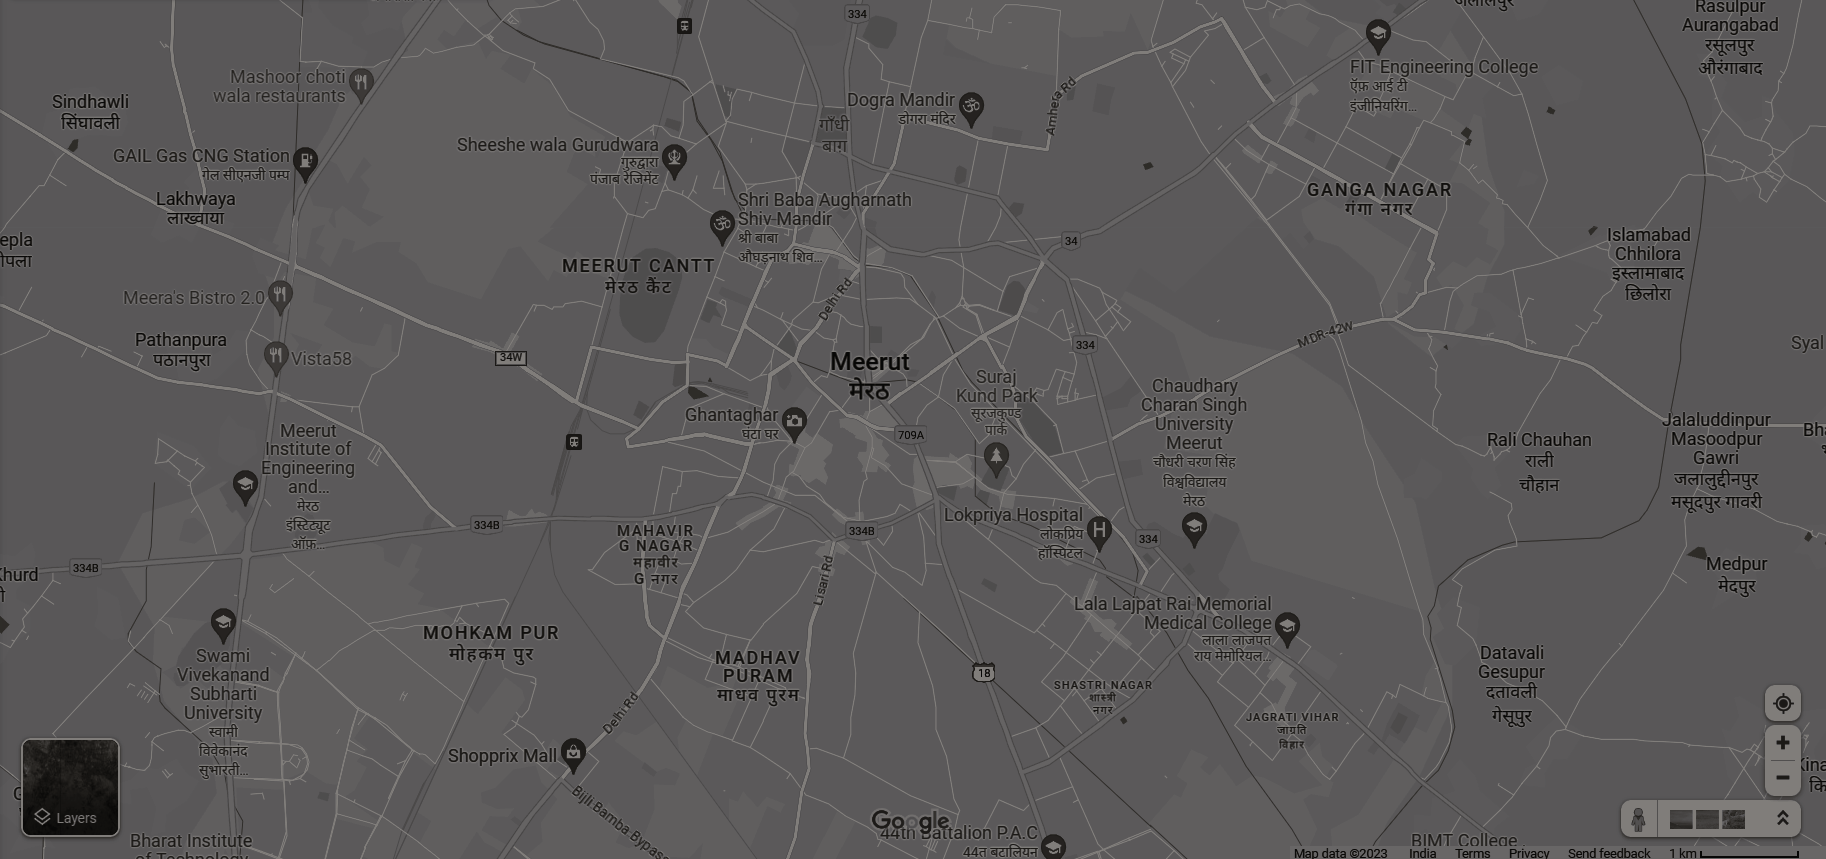 334
जलालपुर
Rasulpur
Aurangabad
रसूलपुर
औरंगाबाद
FIT Engineering College
ऍफ़ आई टी
इंजीनियरिंग...
Mashoor choti
wala restaurants
Sindhawli
सिंघावली
Dogra Mandir
डोगरा मंदिर
Amhera Rd
गाँधी
बाग़
Sheeshe wala Gurudwara
गुरुद्वारा
पंजाब रेजिमेंट
GAIL Gas CNG Station
गेल सीएनजी पम्प
Lakhwaya
लाख्वाया
Shri Baba Augharnath
Shiv Mandir
श्री बाबा
औघड़नाथ शिव...
GANGA NAGAR
गंगा नगर
34
Islamabad
Chhilora
इस्लामाबाद
छिलोरा
epla
MEERUT CANTT
मेरठ कैंट
Meera's Bistro 2.0
Delhi Rd
Pathanpura
पठानपुरा
Vista58
34W
MDR-42W
334
Syal
Meerut
मेरठ
Suraj
Kund Park
सूरजकुण्ड
पार्क
Chaudhary
Charan Singh
University
Meerut
चौधरी चरण सिंह
विश्वविद्यालय
मेरठ
Ghantaghar
घंटा घर
709A
Meerut
Institute of
Engineering
and...
मेरठ
इंस्टिट्यूट
ऑफ़...
Rali Chauhan
राली
चौहान
Jalaluddinpur
Masoodpur
Gawri
जलालुद्दीनपुर
मसूदपुर गावरी
Bha
Lokpriya Hospital
लोकप्रिय
हॉस्पिटल
334B
334B
334
MAHAVIR
G NAGAR
महावीर
G नगर
334B
Khurd
Medpur
मेदपुर
Lisari Rd
Lala Lajpat Rai Memorial
Medical College
लाला लाजपत
राय मेमोरियल...
MOHKAM PUR
मोहकम पुर
MADHAV
PURAM
माधव पुरम
Swami
Vivekanand
Subharti
University
स्वामी
विवेकानंद
सुभारती...
18
SHASTRI NAGAR
शास्त्री
नगर
Datavali
Gesupur
दतावली
गेसूपुर
JAGRATI VIHAR
जाग्रति
विहार
Delhi Rd
Shopprix Mall
Bijli Bamba Bypass
Layers
Google
44th Battalion P.A.C
44त बटालियन
Bharat Institute
of Technology
BIMT College
Map data ©2023 India Terms Privacy Send feedback 1 km